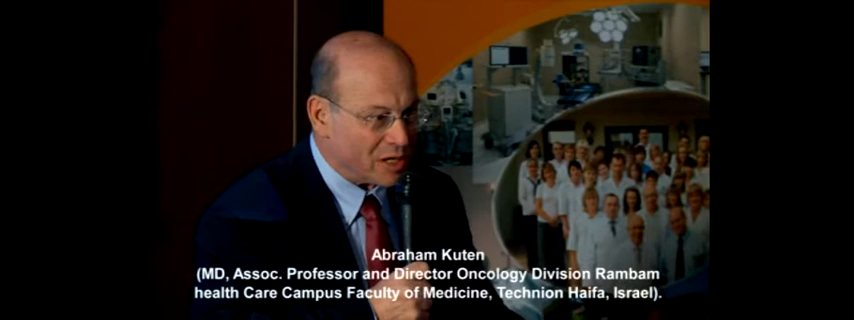 Abraham Kuten
(MD, Assoc. Professor and Director Oncology Division Rambam
health Care Campus Faculty of Medicine, Technion Haifa, Israel).